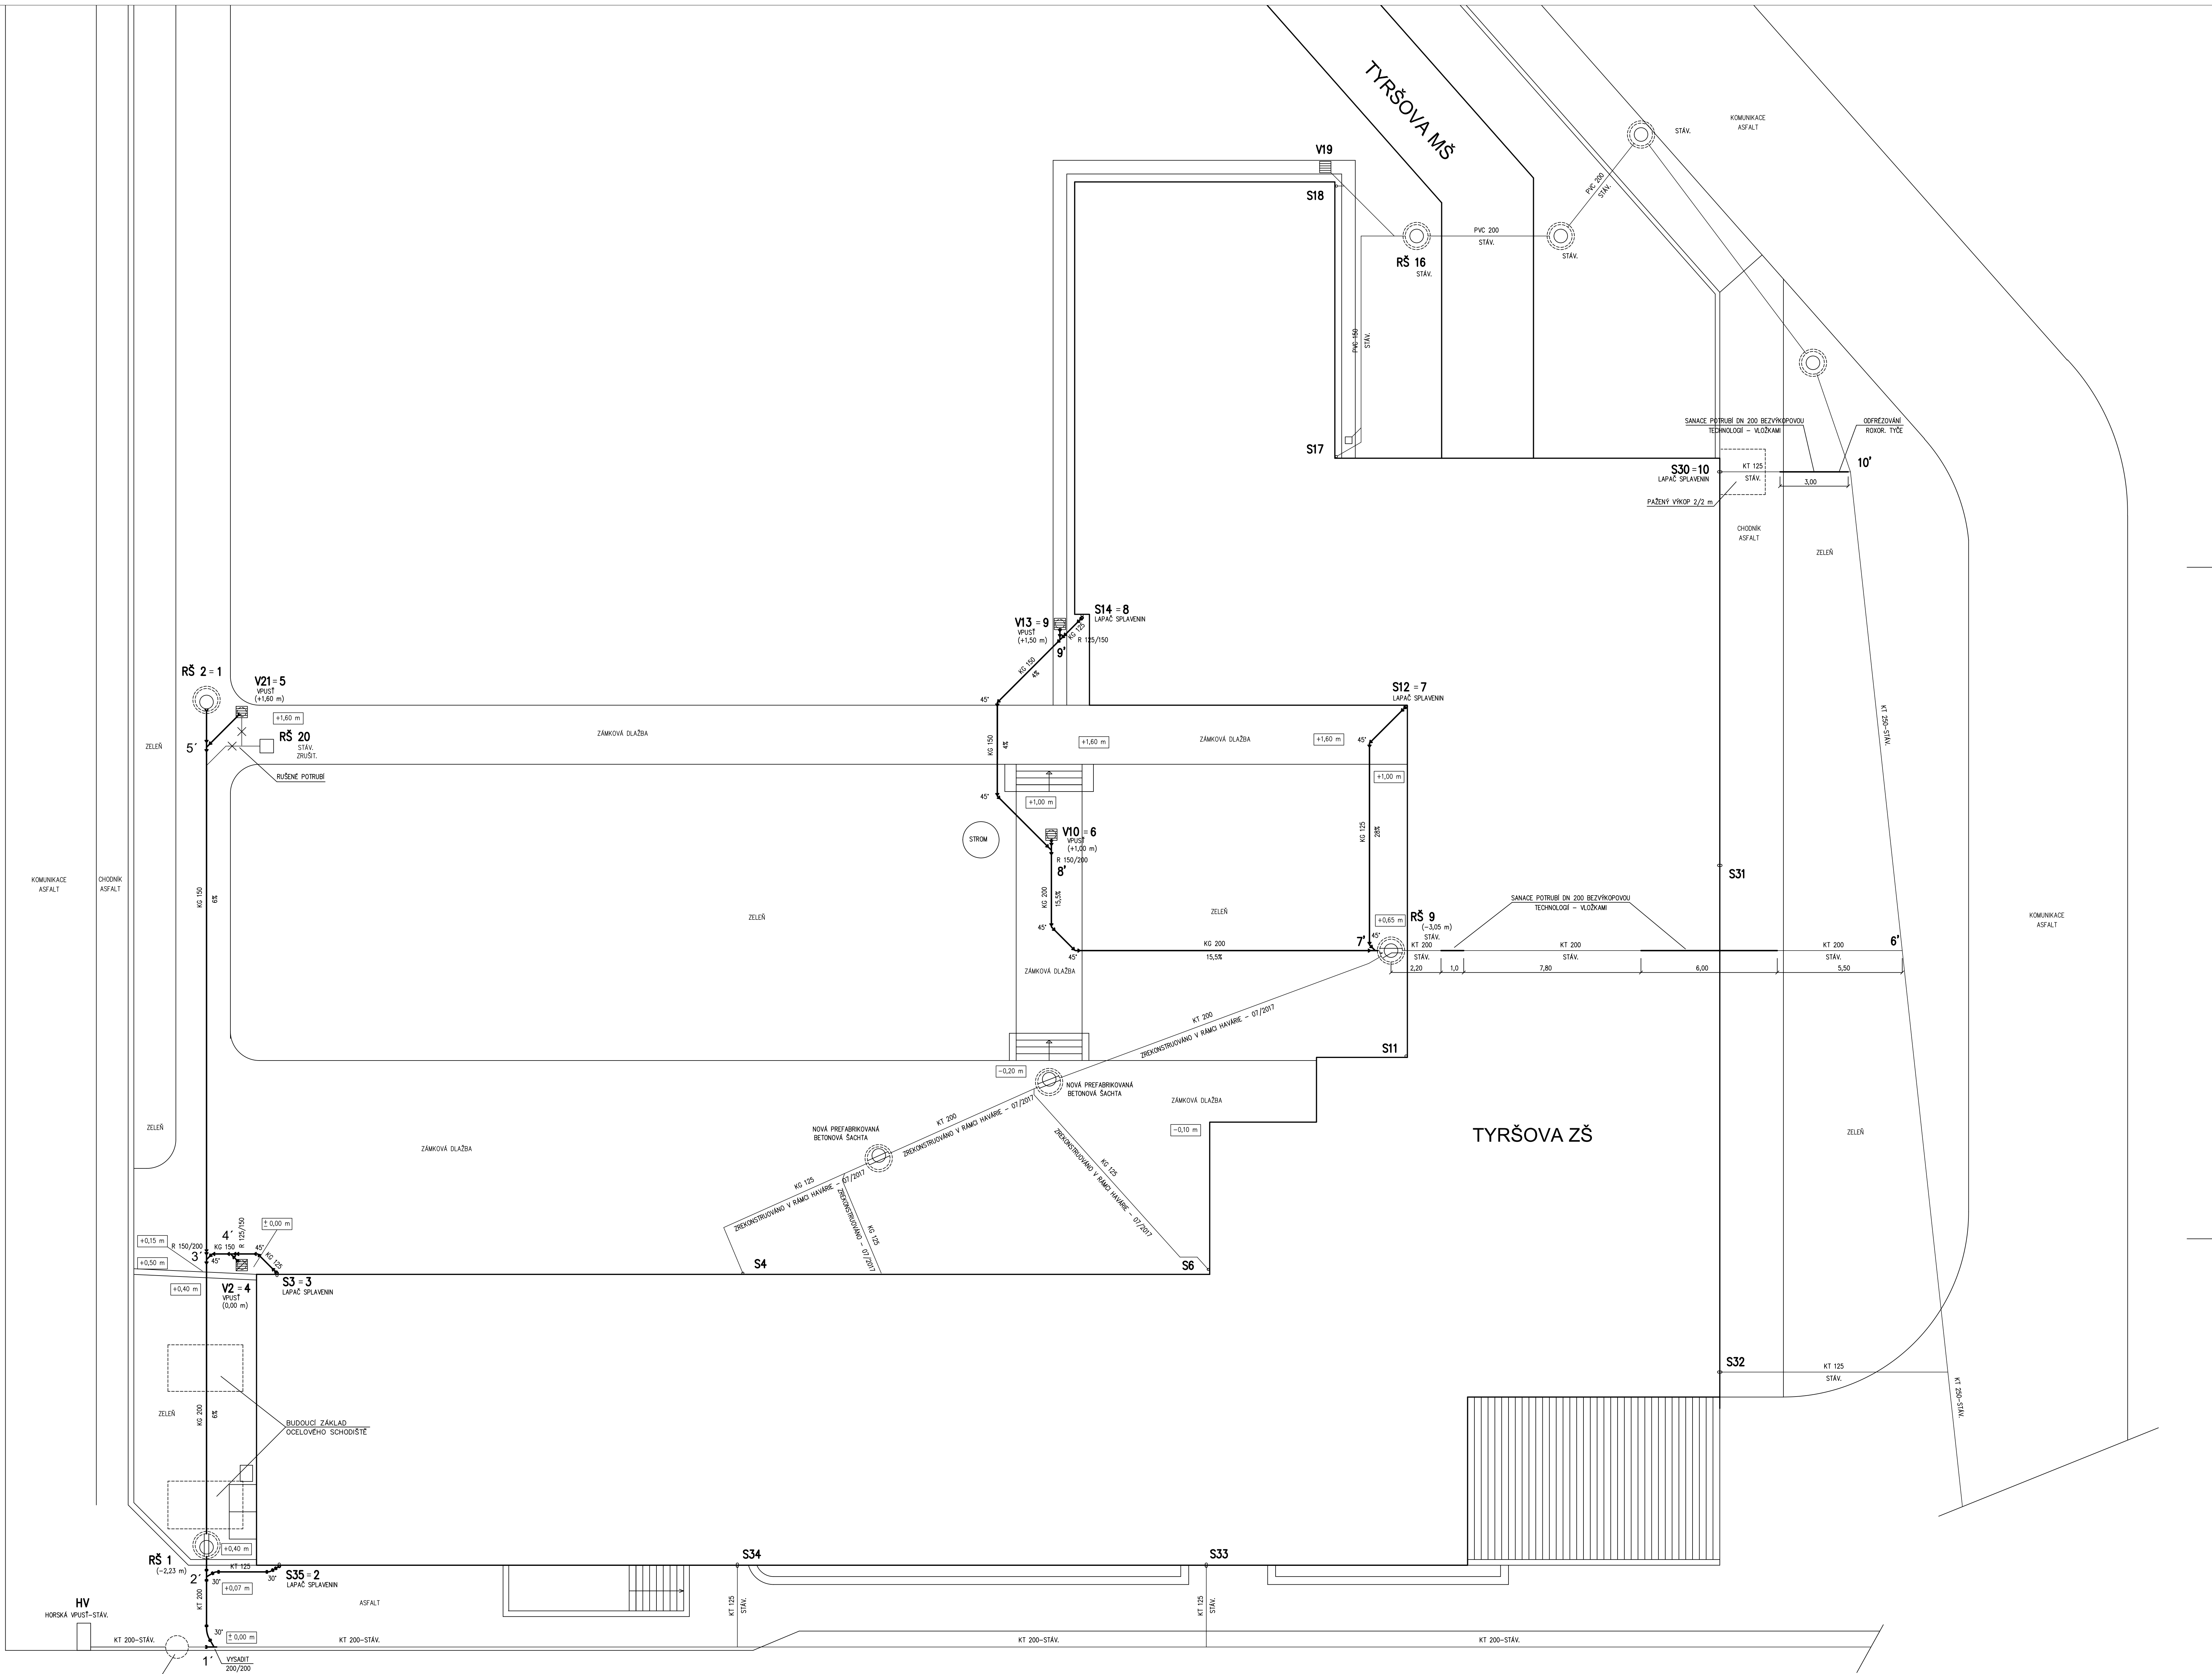 TYRŠOVA MŠ
KOMUNIKACE
ASFALT
STÁV.
PVC 200
STÁV.
V19
S18
PVC 200
STÁV.
RŠ 16
STÁV.
STÁV.
PVC 150
STÁV.
SANACE POTRUBÍ DN 200 BEZVÝKOPOVOU
TECHNOLOGÍ – VLOŽKAMI
ODFRÉZOVÁNÍ
ROXOR. TYČE
S17
S30 = 10
LAPAČ SPLAVENIN
KT 125
STÁV.
10'
3,00
PAŽENÝ VÝKOP 2/2 m
CHODNÍK
ASFALT
ZELEŇ
S14 = 8
LAPAČ SPLAVENIN
V13 = 9
VPUSŤ
(+1,50 m)
KG 125
R 125/150
9'
KG 150
4%
45°
RŠ 2 = 1
V21 = 5
VPUSŤ
(+1,60 m)
+1,60 m
S12 = 7
LAPAČ SPLAVENIN
KT 250-STÁV.
5´
ZELEŇ
RŠ 20
STÁV.
ZRUŠIT.
RUŠENÉ POTRUBÍ
ZÁMKOVÁ DLAŽBA
KG 150
4%
+1,60 m
ZÁMKOVÁ DLAŽBA
+1,60 m
45°
+1,00 m
45°
+1,00 m
STROM
V10 = 6
VPUSŤ
(+1,00 m)
R 150/200
8'
KG 125
28%
S31
KOMUNIKACE
ASFALT
CHODNÍK
ASFALT
KG 150
6%
KG 200
15,5%
ZELEŇ
ZELEŇ
SANACE POTRUBÍ DN 200 BEZVÝKOPOVOU
TECHNOLOGÍ – VLOŽKAMI
KOMUNIKACE
ASFALT
+0,65 m
RŠ 9
(-3,05 m)
STÁV.
45°
45°
7'
45°
KG 200
15,5%
KT 200
STÁV.
KT 200
STÁV.
KT 200
STÁV.
6'
2,20
1,0
7,80
6,00
5,50
ZÁMKOVÁ DLAŽBA
KT 200
ZREKONSTRUOVÁNO V RÁMCI HAVÁRIE – 07/2017
S11
-0,20 m
NOVÁ PREFABRIKOVANÁ
BETONOVÁ ŠACHTA
ZÁMKOVÁ DLAŽBA
-0,10 m
TYRŠOVA ZŠ
ZELEŇ
ZELEŇ
NOVÁ PREFABRIKOVANÁ
BETONOVÁ ŠACHTA
KT 200
ZREKONSTRUOVÁNO V RÁMCI HAVÁRIE – 07/2017
ZÁMKOVÁ DLAŽBA
KG 125
ZREKONSTRUOVÁNO V RÁMCI HAVÁRIE – 07/2017
KG 125
ZREKONSTRUOVÁNO V RÁMCI HAVÁRIE – 07/2017
KG 125
ZREKONSTRUOVÁNO – 07/2017
+0,15 m
R 150/200
4´
KG 150
R 125/150
± 0,00 m
45°
KG 125
3´
45°
+0,50 m
+0,40 m
V2 = 4
VPUSŤ
(0,00 m)
S3 = 3
LAPAČ SPLAVENIN
S4
S6
S32
KT 125
STÁV.
KT 250-STÁV.
ZELEŇ
KG 200
6%
BUDOUCÍ ZÁKLAD
OCELOVÉHO SCHODIŠTĚ
RŠ 1
(-2,23 m)
+0,40 m
KT 125
2´
30°
30°
+0,07 m
S35 = 2
LAPAČ SPLAVENIN
S34
S33
KT 200
ASFALT
KT 125
STÁV.
KT 125
STÁV.
HV
HORSKÁ VPUSŤ-STÁV.
30°
± 0,00 m
KT 200-STÁV.
KT 200-STÁV.
KT 200-STÁV.
KT 200-STÁV.
1´
VYSADIT
200/200